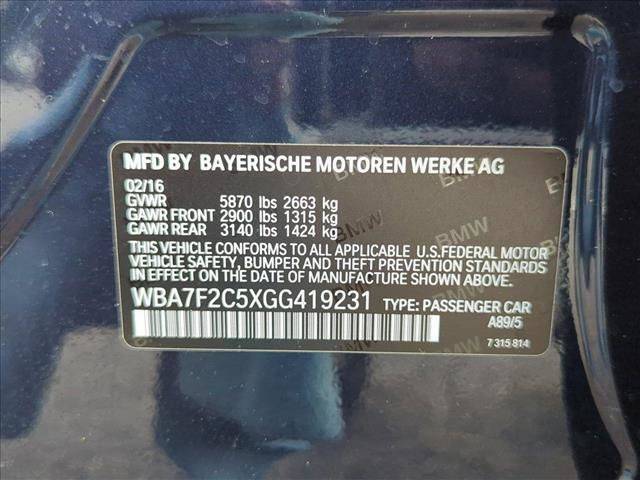 MFD BY BAYERISCHE MOTOREN WERKE AG
02/16
GVWR 5870 lbs 2663 kg
GAWR FRONT 2900 lbs 1315 kg
GAWR REAR 3140 lbs 1424 kg
THIS VEHICLE CONFORMS TO ALL APPLICABLE U.S.FEDERAL MOTOR
VEHICLE SAFETY, BUMPER AND THEFT PREVENTION STANDARDS
IN EFFECT ON THE DATE OF MANUFACTURE SHOWN ABOVE.
WBA7F2C5XGG419231 TYPE: PASSENGER CAR
A89/5
7 315 814
BMW
BMW
BMW